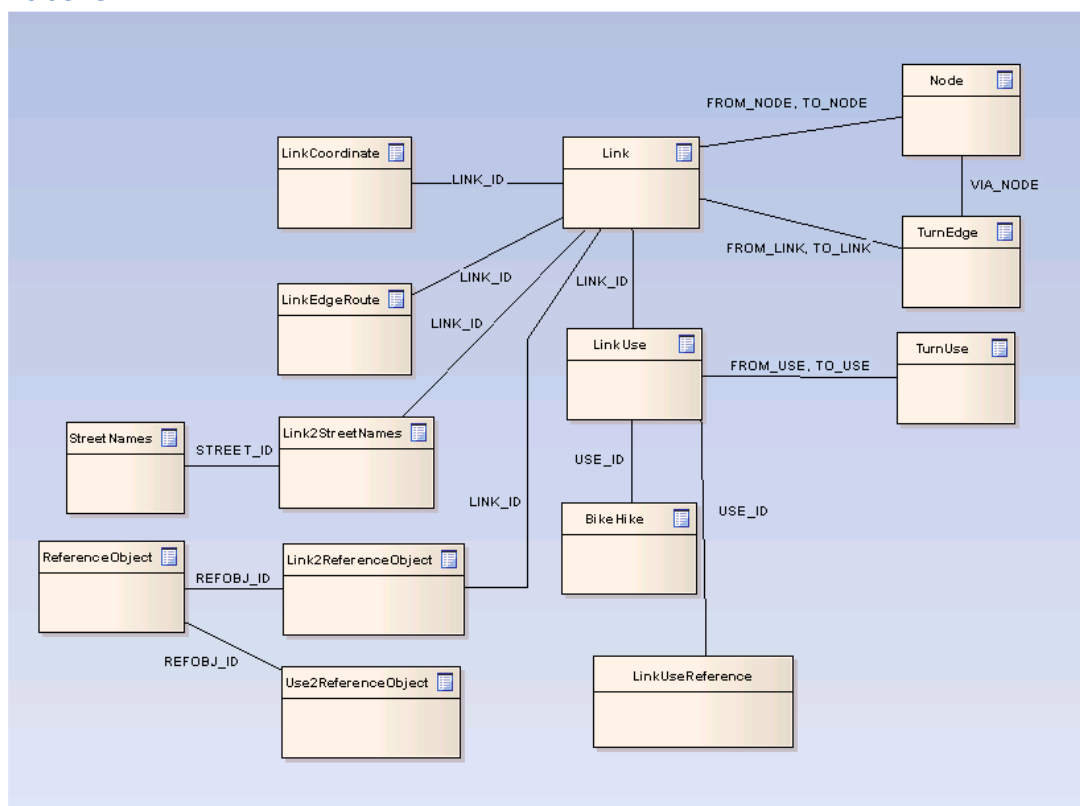 Node
FROM_NODE, TO_NODE
LinkCoordinate
Link
LINK_ID
VIA_NODE
TurnEdge
FROM_LINK, TO_LINK
LINK_ID
LINK_ID
LinkEdgeRoute
LINK_ID
LinkUse
TurnUse
FROM_USE, TO_USE
StreetNames
Link2StreetNames
STREET_ID
USE_ID
LINK_ID
USE_ID
BikeHike
ReferenceObject
Link2ReferenceObject
REFOBJ_ID
REFOBJ_ID
Use2ReferenceObject
LinkUseReference